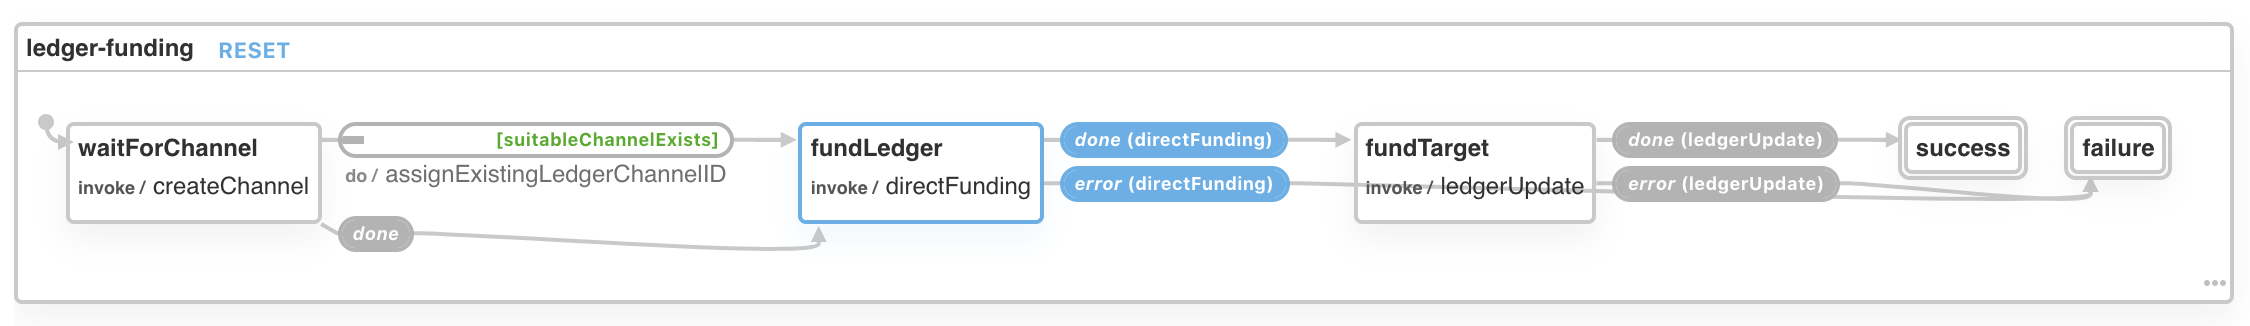 ledger-funding RESET
waitForChannel
invoke / createChannel
[suitableChannelExists]
do / assignExistingLedgerChannelID
done
fundLedger
invoke / directFunding
done (directFunding)
error (directFunding)
fundTarget
invoke / ledgerUpdate
done (ledgerUpdate)
error (ledgerUpdate)
success
failure